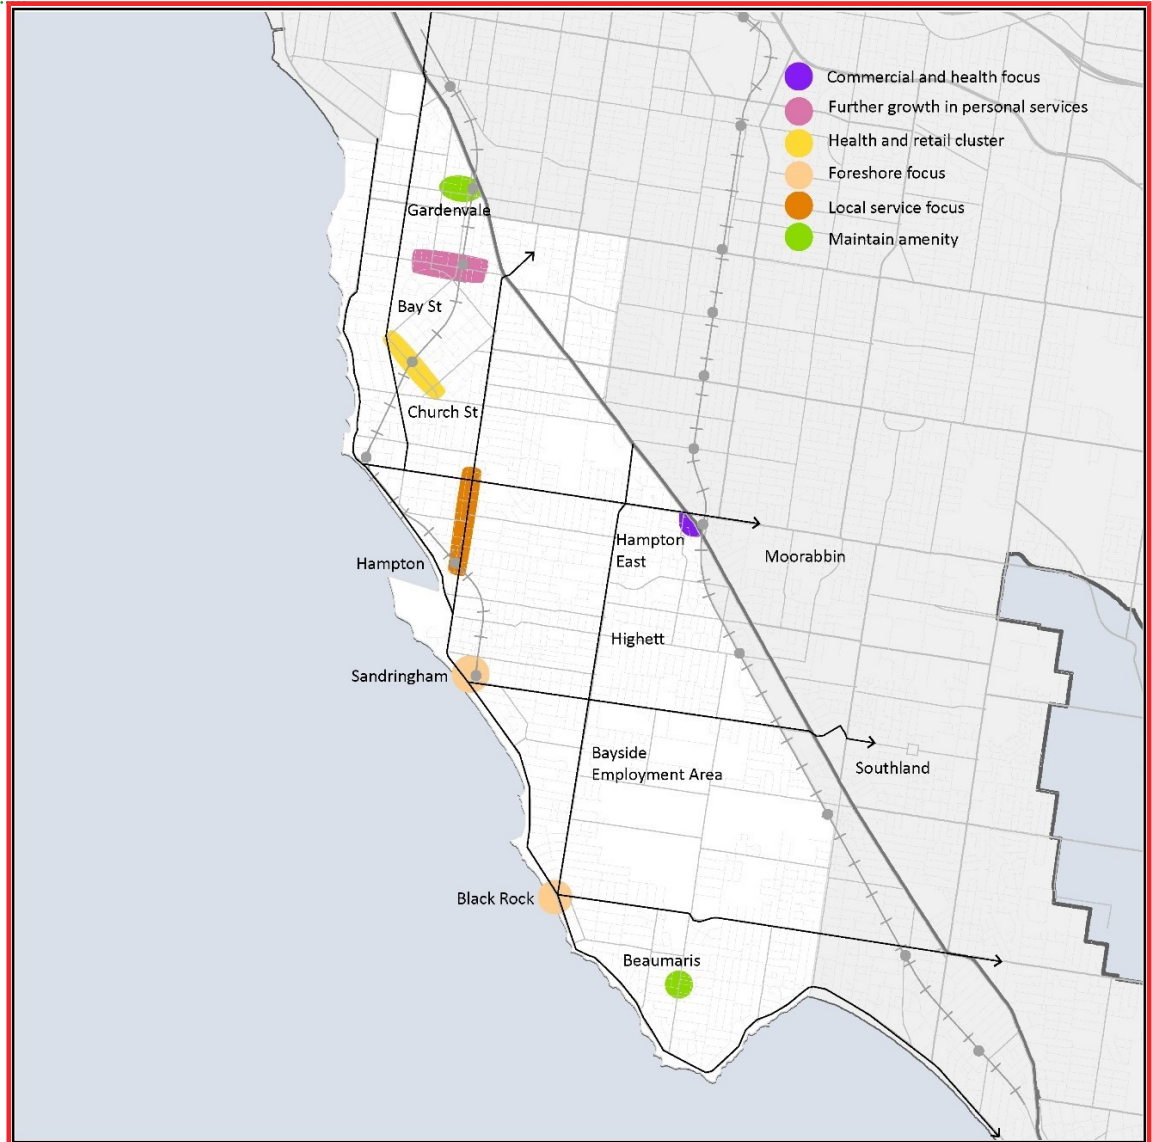 Commercial and health focus
Further growth in personal services
Health and retail cluster
Foreshore focus
Local service focus
Maintain amenity
Gardenvale
Bay St
Church St
Hampton
East
Moorabbin
Hampton
Highett
Sandringham
Bayside
Employment Area
Southland
Black Rock
Beaumaris